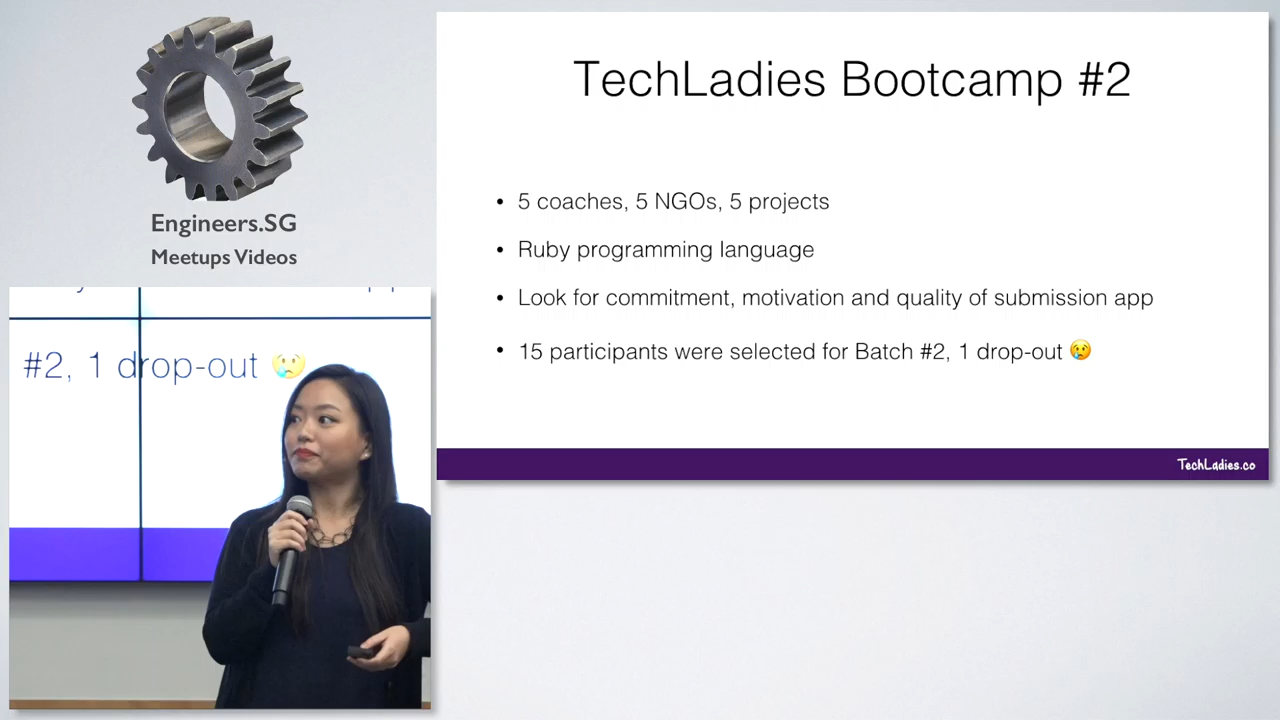 Engineers.SG
Meetups Videos
TechLadies Bootcamp #2
• 5 coaches, 5 NGOs, 5 projects
• Ruby programming language
• Look for commitment, motivation and quality of submission app
• 15 participants were selected for Batch #2, 1 drop-out 😢
TechLadies.co
#2, 1 drop-out 😢